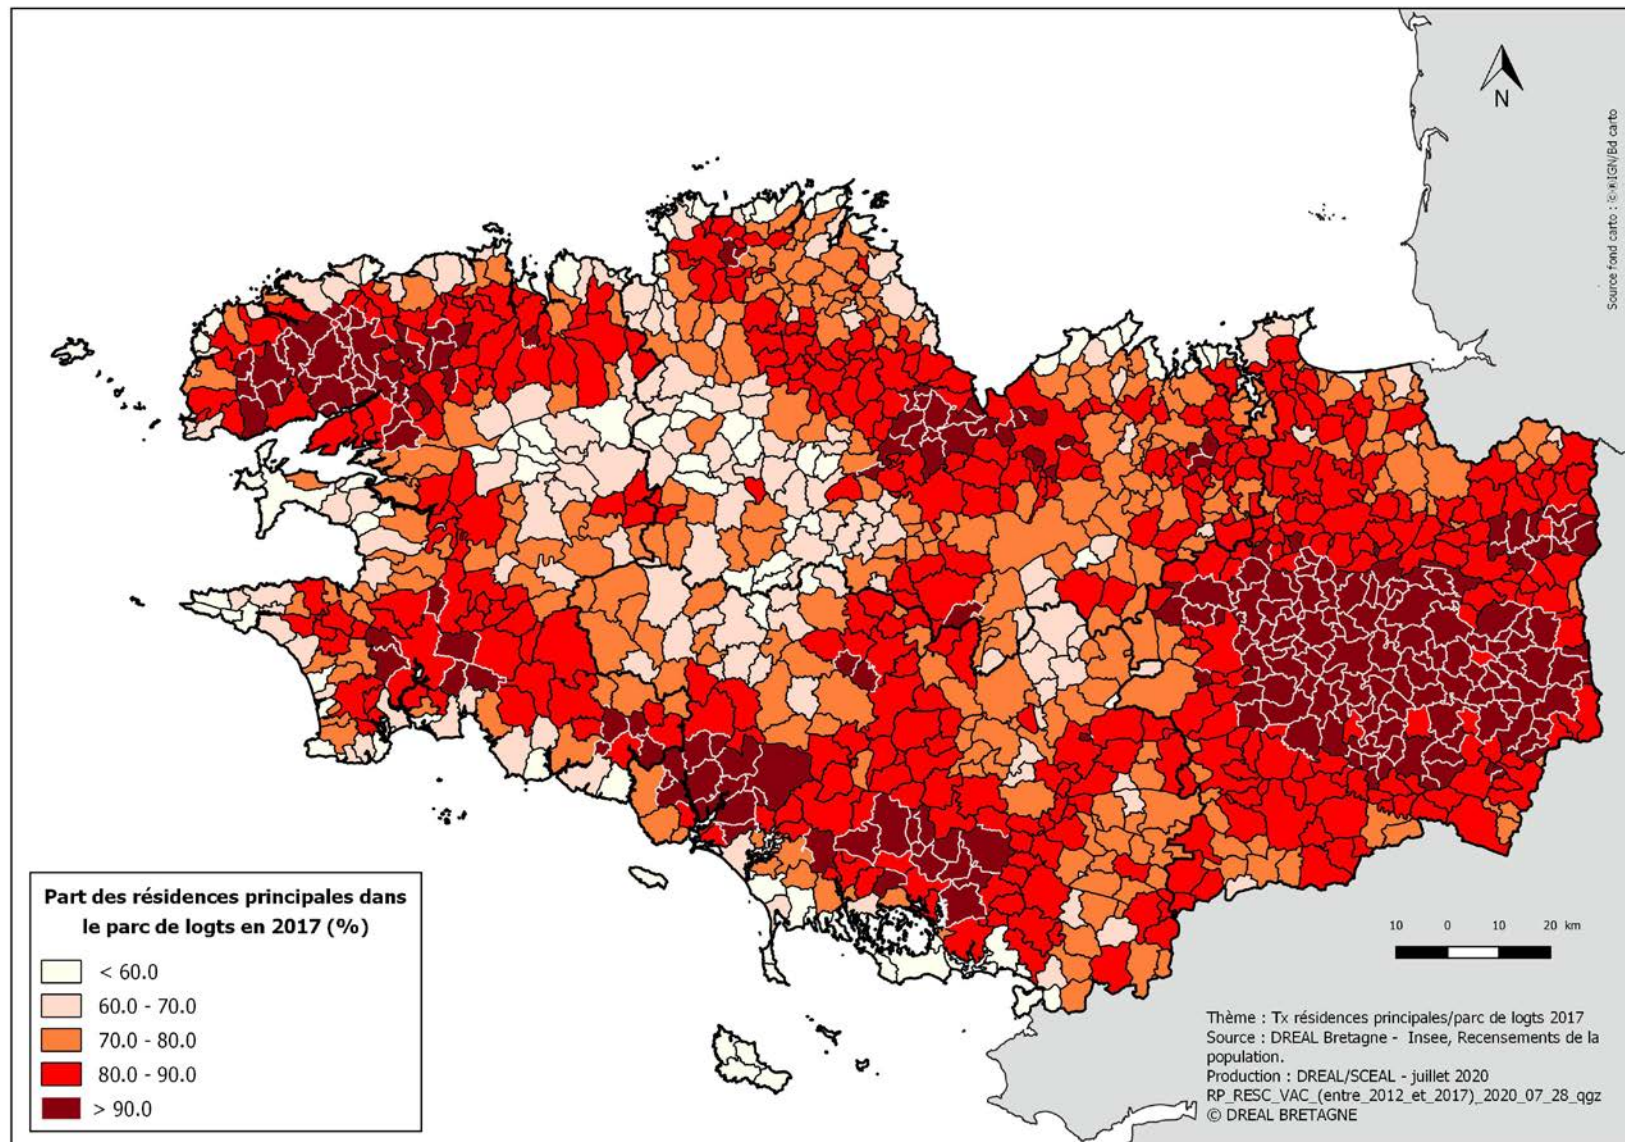 N
Source fond carto : ©®IGN/Bd carto
Part des résidences principales dans
le parc de logts en 2017 (%)
< 60.0
60.0 - 70.0
70.0 - 80.0
80.0 - 90.0
> 90.0
10 0 10 20 km
Thème : Tx résidences principales/parc de logts 2017
Source : DREAL Bretagne - Insee, Recensements de la
population.
Production : DREAL/SCEAL - juillet 2020
RP_RESC_VAC_(entre_2012_et_2017)_2020_07_28_qgz
© DREAL BRETAGNE